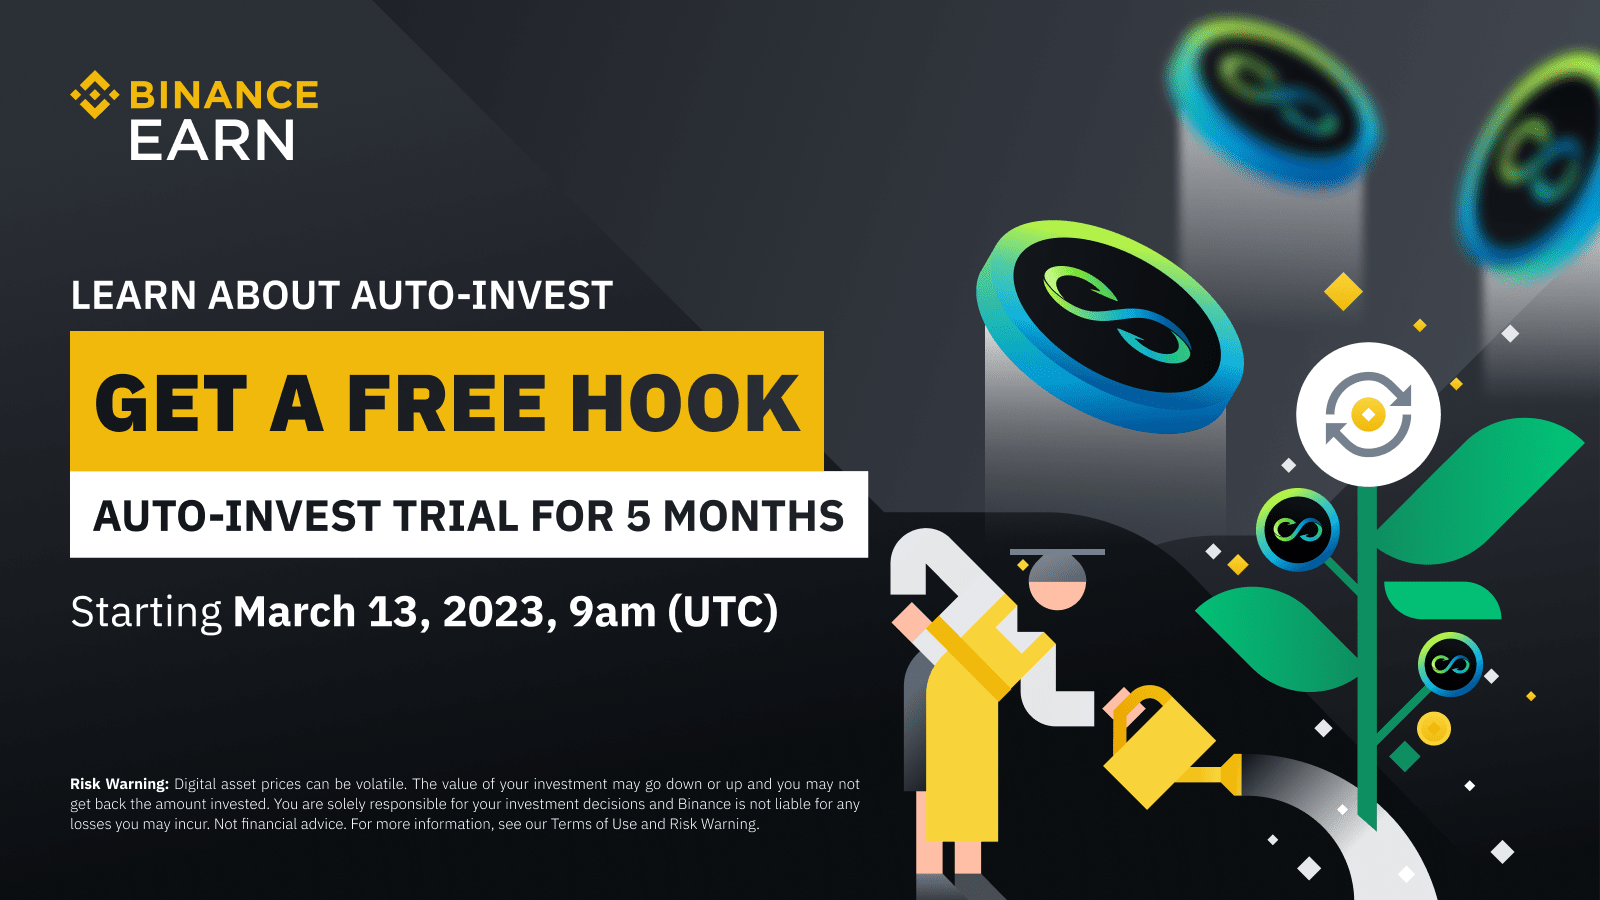 BINANCE
EARN
LEARN ABOUT AUTO-INVEST
GET A FREE HOOK
AUTO-INVEST TRIAL FOR 5 MONTHS
Starting March 13, 2023, 9am (UTC)
Risk Warning: Digital asset prices can be volatile. The value of your investment may go down or up and you may not
get back the amount invested. You are solely responsible for your investment decisions and Binance is not liable for any
losses you may incur. Not financial advice. For more information, see our Terms of Use and Risk Warning.